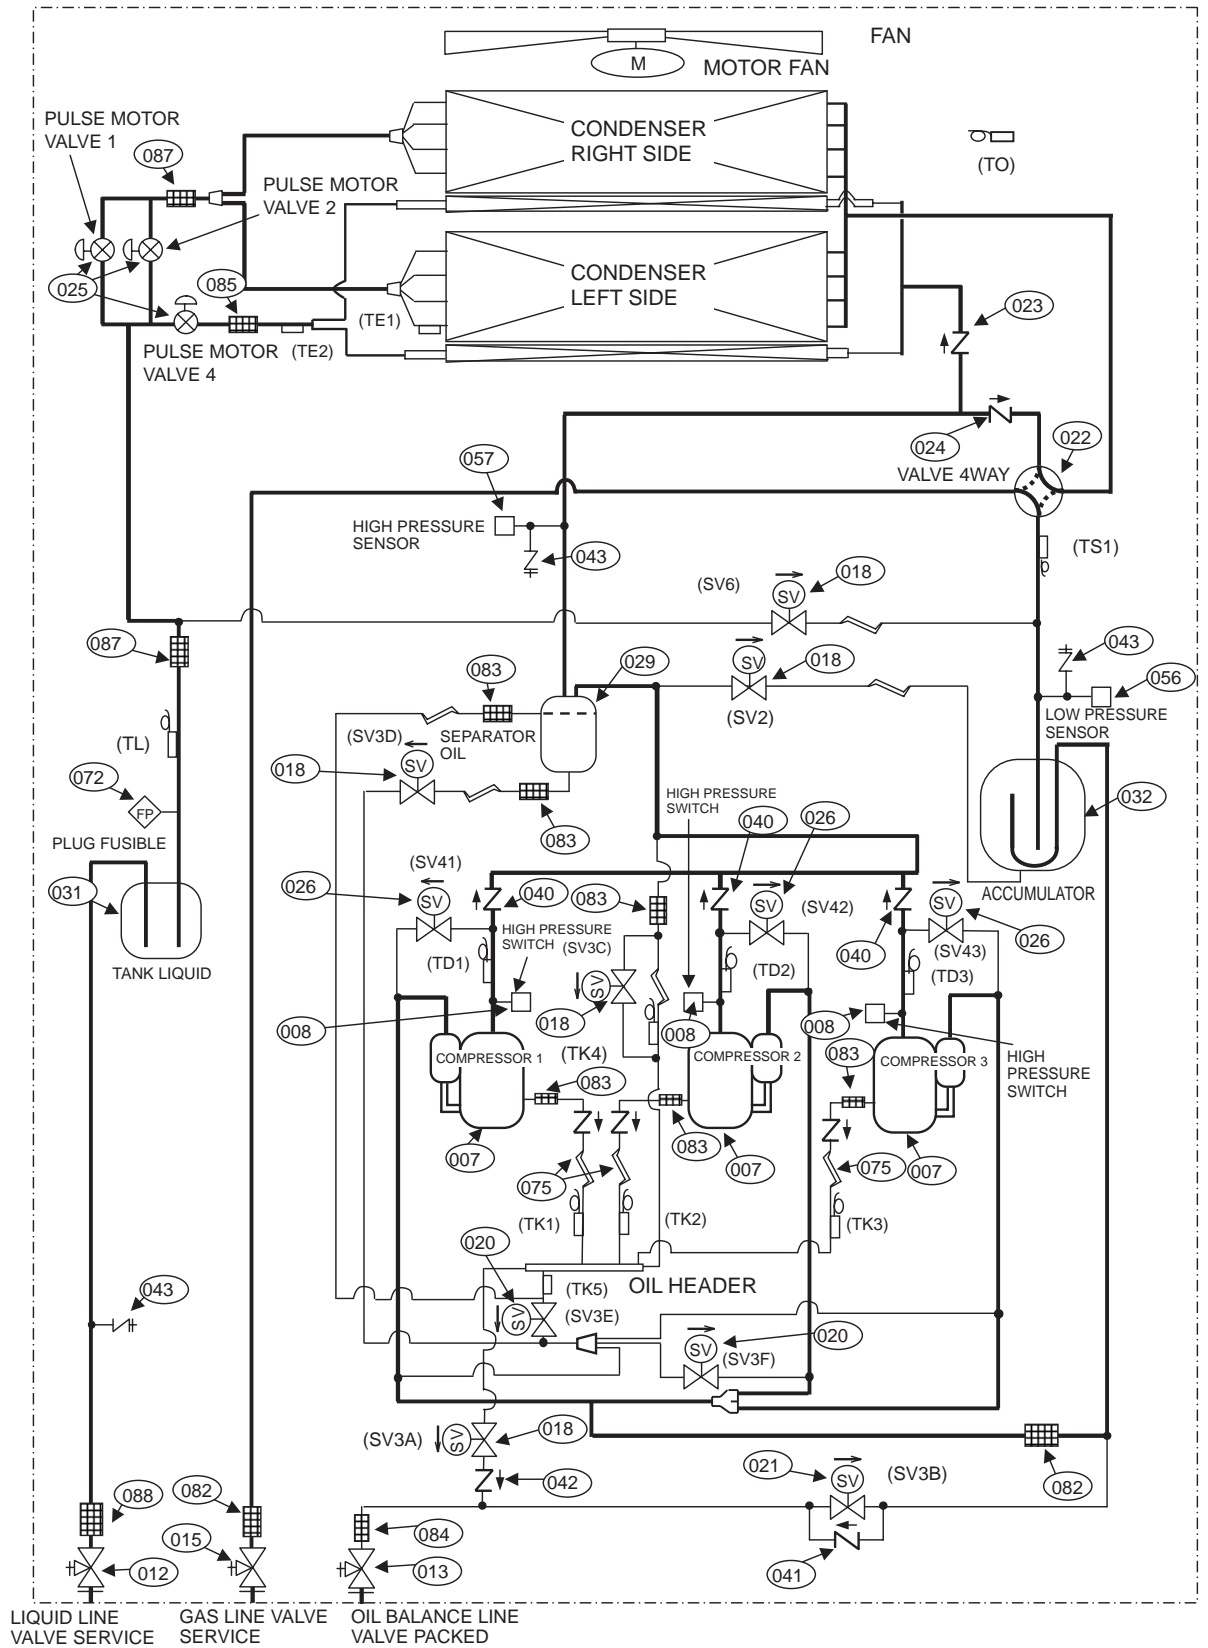 FAN
M
MOTOR FAN
PULSE MOTOR
VALVE 1
087
CONDENSER
RIGHT SIDE
(TO)
PULSE MOTOR
VALVE 2
025
085
CONDENSER
LEFT SIDE
(TE1)
023
PULSE MOTOR
VALVE 4
(TE2)
024
022
VALVE 4WAY
057
HIGH PRESSURE
SENSOR
043
(TS1)
(SV6)
SV
018
087
083
029
SV
018
043
056
(SV2)
LOW PRESSURE
SENSOR
(TL)
(SV3D)
SEPARATOR
OIL
018
SV
072
FP
083
HIGH PRESSURE
SWITCH
040
026
032
PLUG FUSIBLE
031
(SV41)
026
SV
040
083
SV
(SV42)
SV
ACCUMULATOR
040
026
TANK LIQUID
HIGH PRESSURE
SWITCH
(SV3C)
(TD1)
(TD2)
(SV43)
(TD3)
SV
008
018
008
008
COMPRESSOR 1
(TK4)
COMPRESSOR 2
COMPRESSOR 3
083
083
HIGH
PRESSURE
SWITCH
083
007
007
007
075
075
(TK1)
(TK2)
(TK3)
020
(TK5)
OIL HEADER
043
SV
(SV3E)
SV
020
(SV3F)
(SV3A)
SV
018
021
SV
(SV3B)
042
082
088
082
084
015
012
013
041
LIQUID LINE
VALVE SERVICE
GAS LINE VALVE
SERVICE
OIL BALANCE LINE
VALVE PACKED